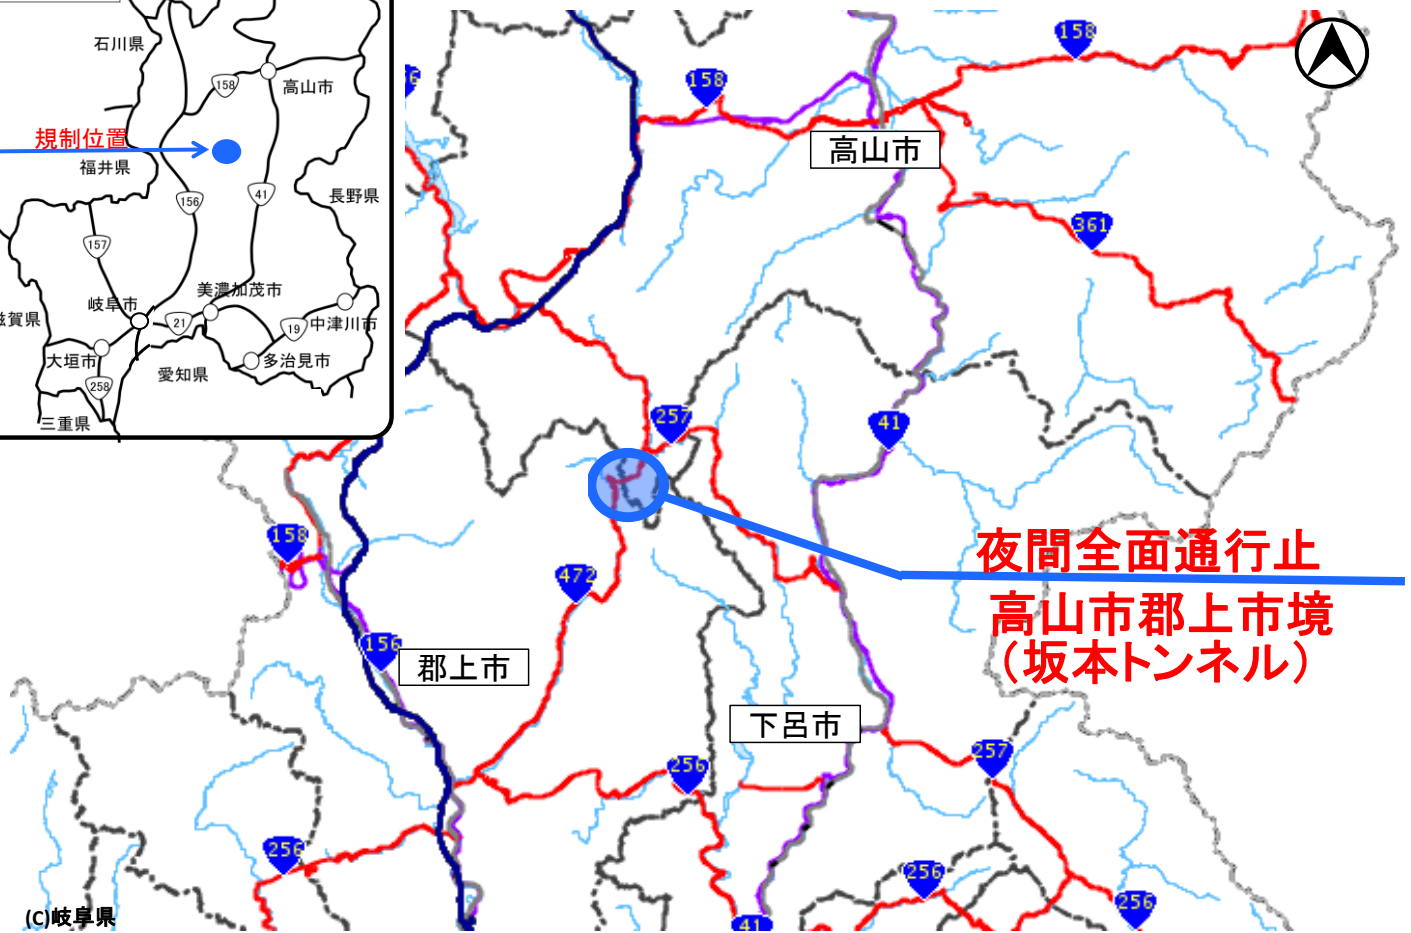 石川県
158
高山市
規制位置
福井県
156
41
長野県
157
岐阜市
美濃加茂市
滋賀県
21
19
中津川市
大垣市
多治見市
愛知県
258
三重県
158
158
高山市
361
257
41
158
472
夜間全面通行止
高山市郡上市境
（坂本トンネル）
156
郡上市
下呂市
257
256
256
256
256
41
(C)岐阜県